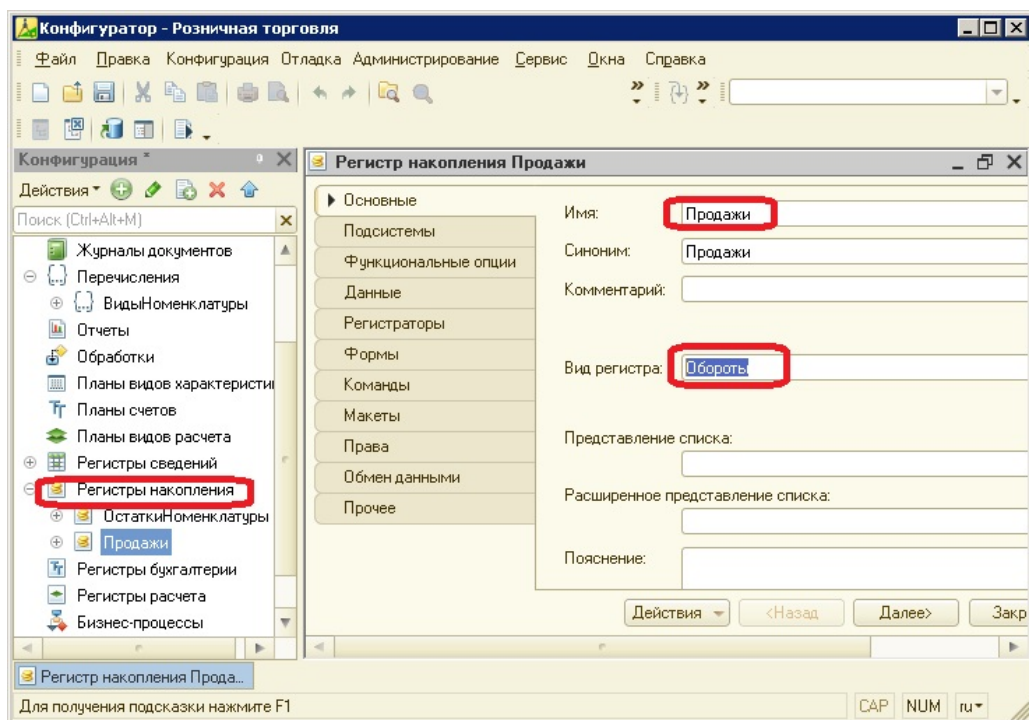 Конфигуратор - Розничная торговля
Файл Правка Конфигурация Отладка Администрирование Сервис Окна Справка
Конфигурация *
Действия
Поиск (Ctrl+Alt+M)
Журналы документов
Перечисления
ВидыНоменклатуры
Отчеты
Обработки
Планы видов характеристи
Планы счетов
Планы видов расчета
Регистры сведений
Регистры накопления
ОстаткиНоменклатуры
Продажи
Регистры бухгалтерии
Регистры расчета
Бизнес-процессы
Регистр накопления Продажи
Основные
Подсистемы
Функциональные опции
Данные
Регистраторы
Формы
Команды
Макеты
Права
Обмен данными
Прочее
Имя: Продажи
Синоним: Продажи
Комментарий:
Вид регистра: Обороты
Представление списка:
Расширенное представление списка:
Пояснение:
Действия <Назад Далее> Закр
Регистр накопления Прода...
Для получения подсказки нажмите F1 CAP NUM ru